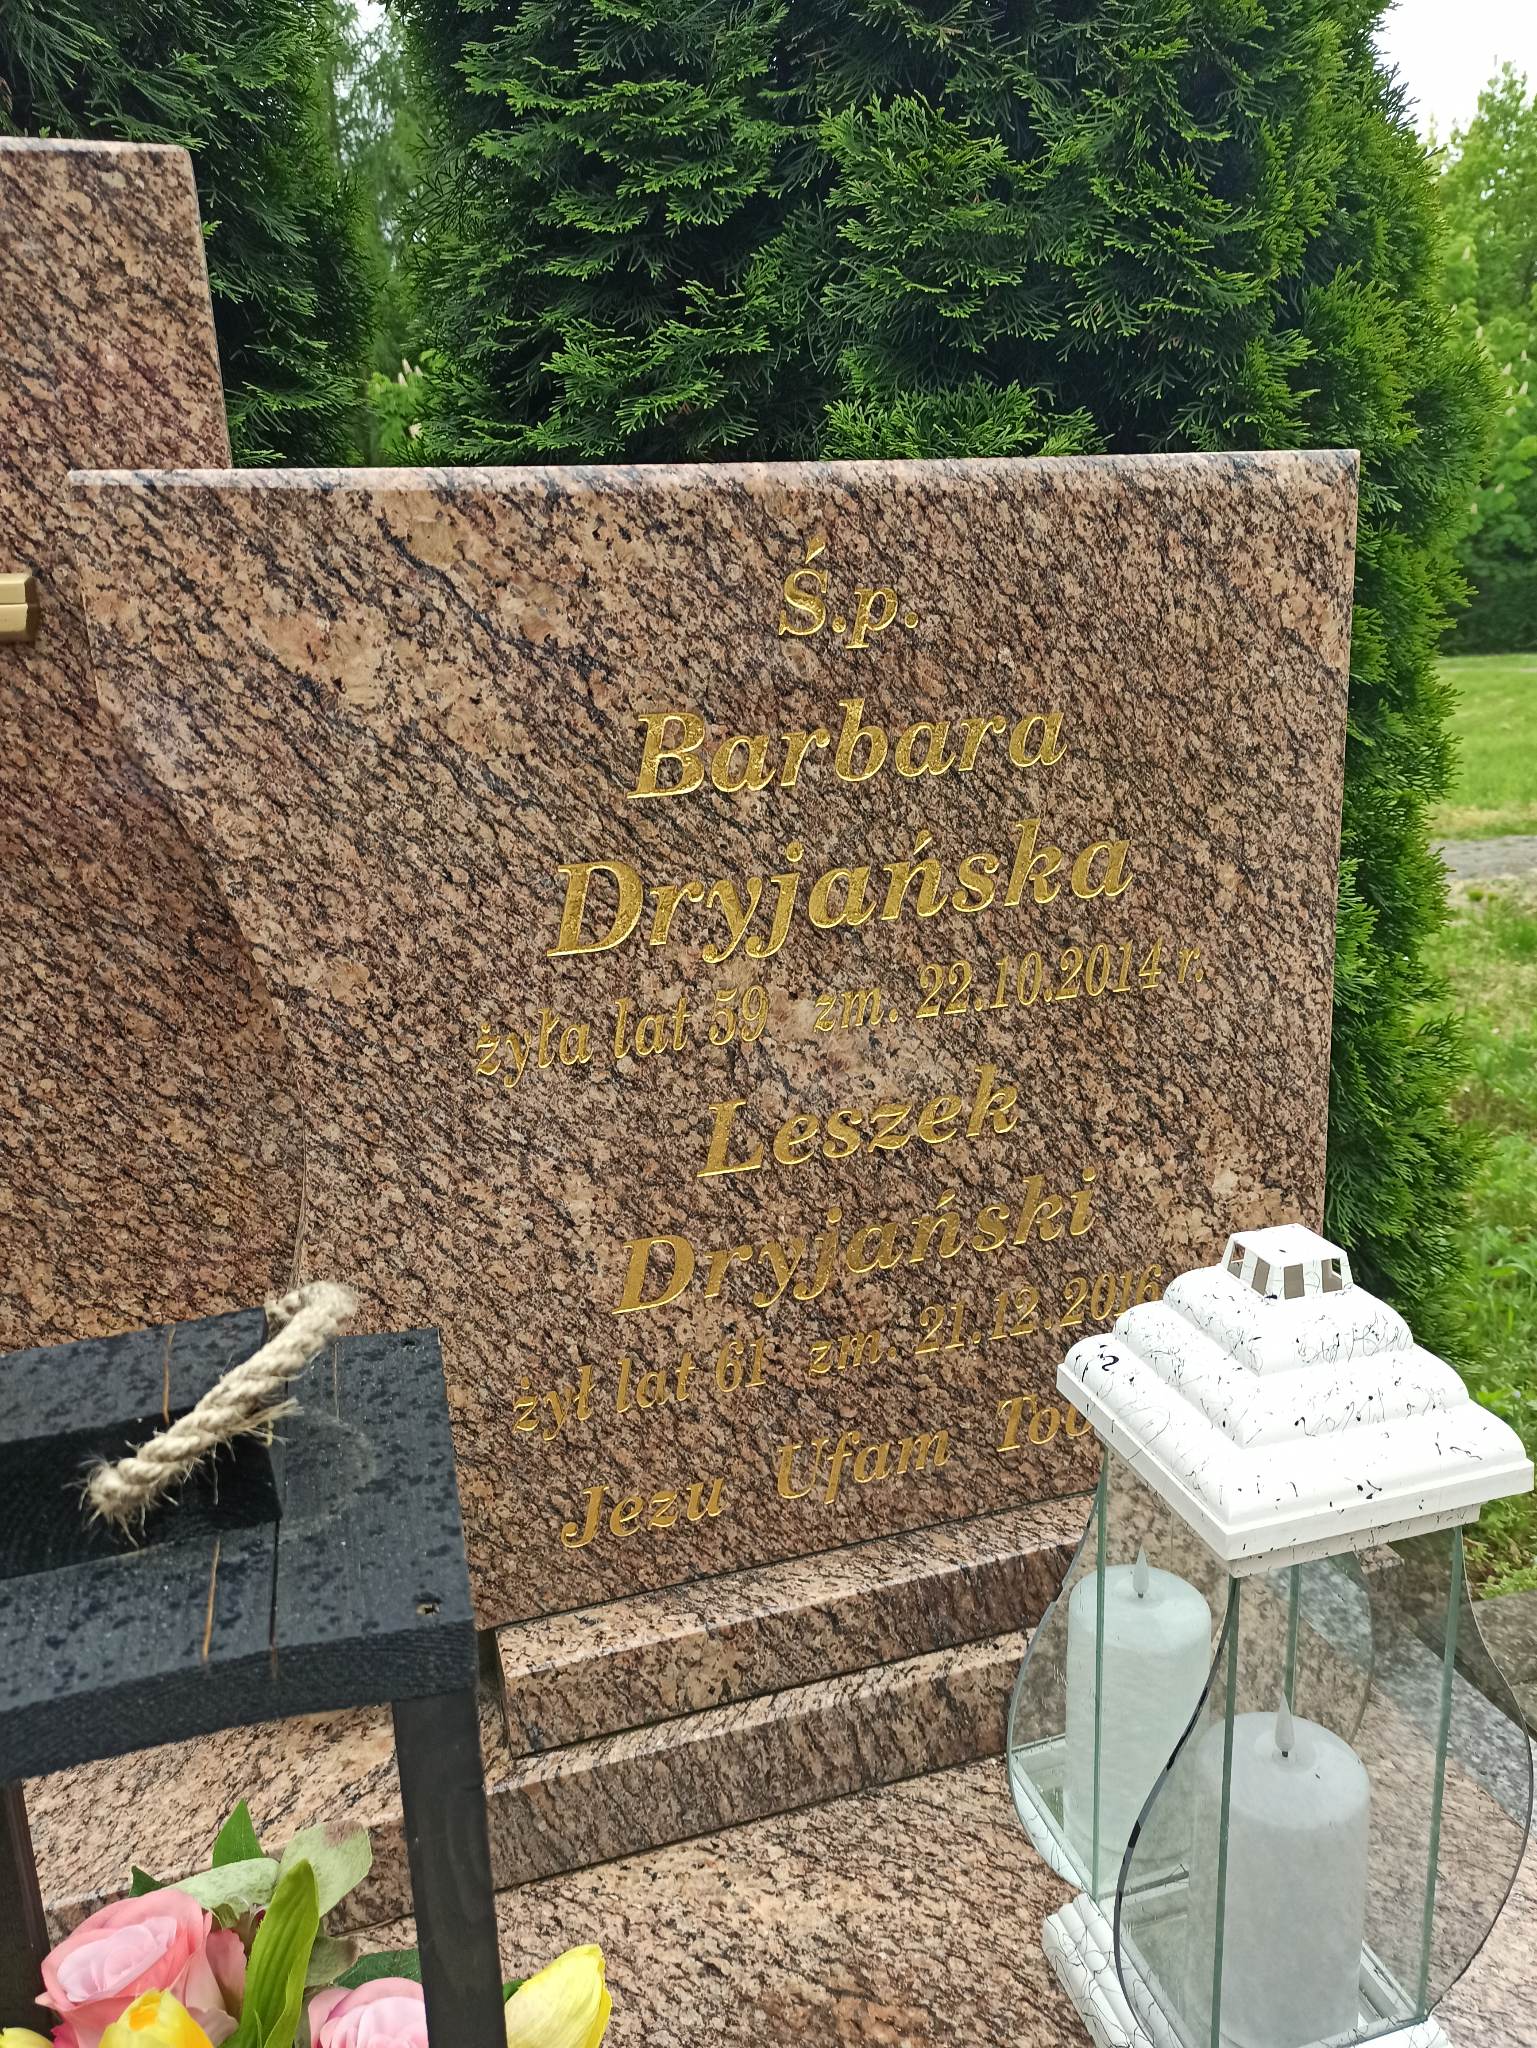 Ś.p.
Barbara
Dryjańska
żyła lat 59 zm. 22.10.2014 r.
Leszek
Dryjański
żył lat 61 zm. 21.12.2016
Jezu Ufam